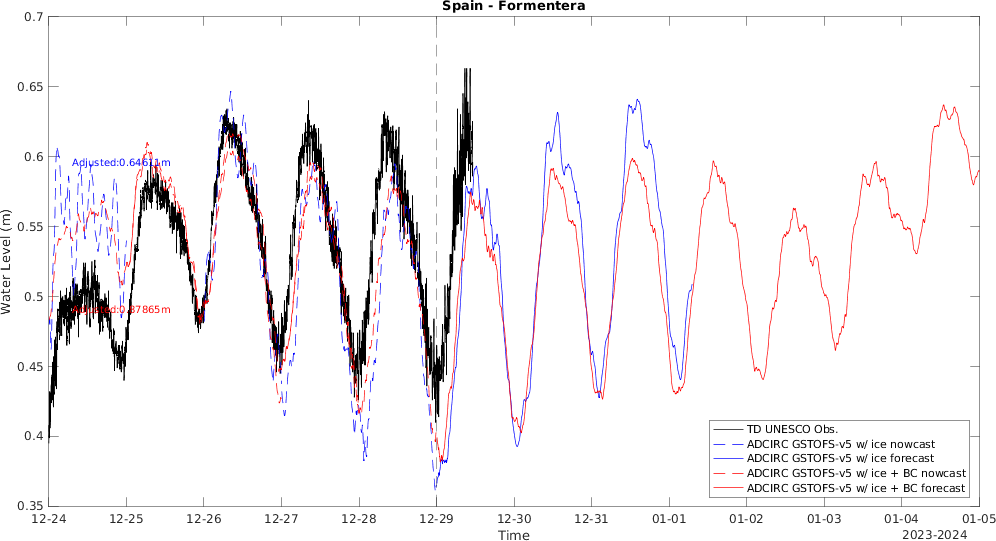 Spain - Formentera
0.7
0.65
0.6
0.55
0.5
0.45
0.4
0.35
Water Level (m)
Adjusted:0.64611m
Adjusted:0.87865m
TD UNESCO Obs.
ADCIRC GSTOFS-v5 w/ ice nowcast
ADCIRC GSTOFS-v5 w/ ice forecast
ADCIRC GSTOFS-v5 w/ ice + BC nowcast
ADCIRC GSTOFS-v5 w/ ice + BC forecast
12-24 12-25 12-26 12-27 12-28 12-29 12-30 12-31 01-01 01-02 01-03 01-04 01-05
Time
2023-2024